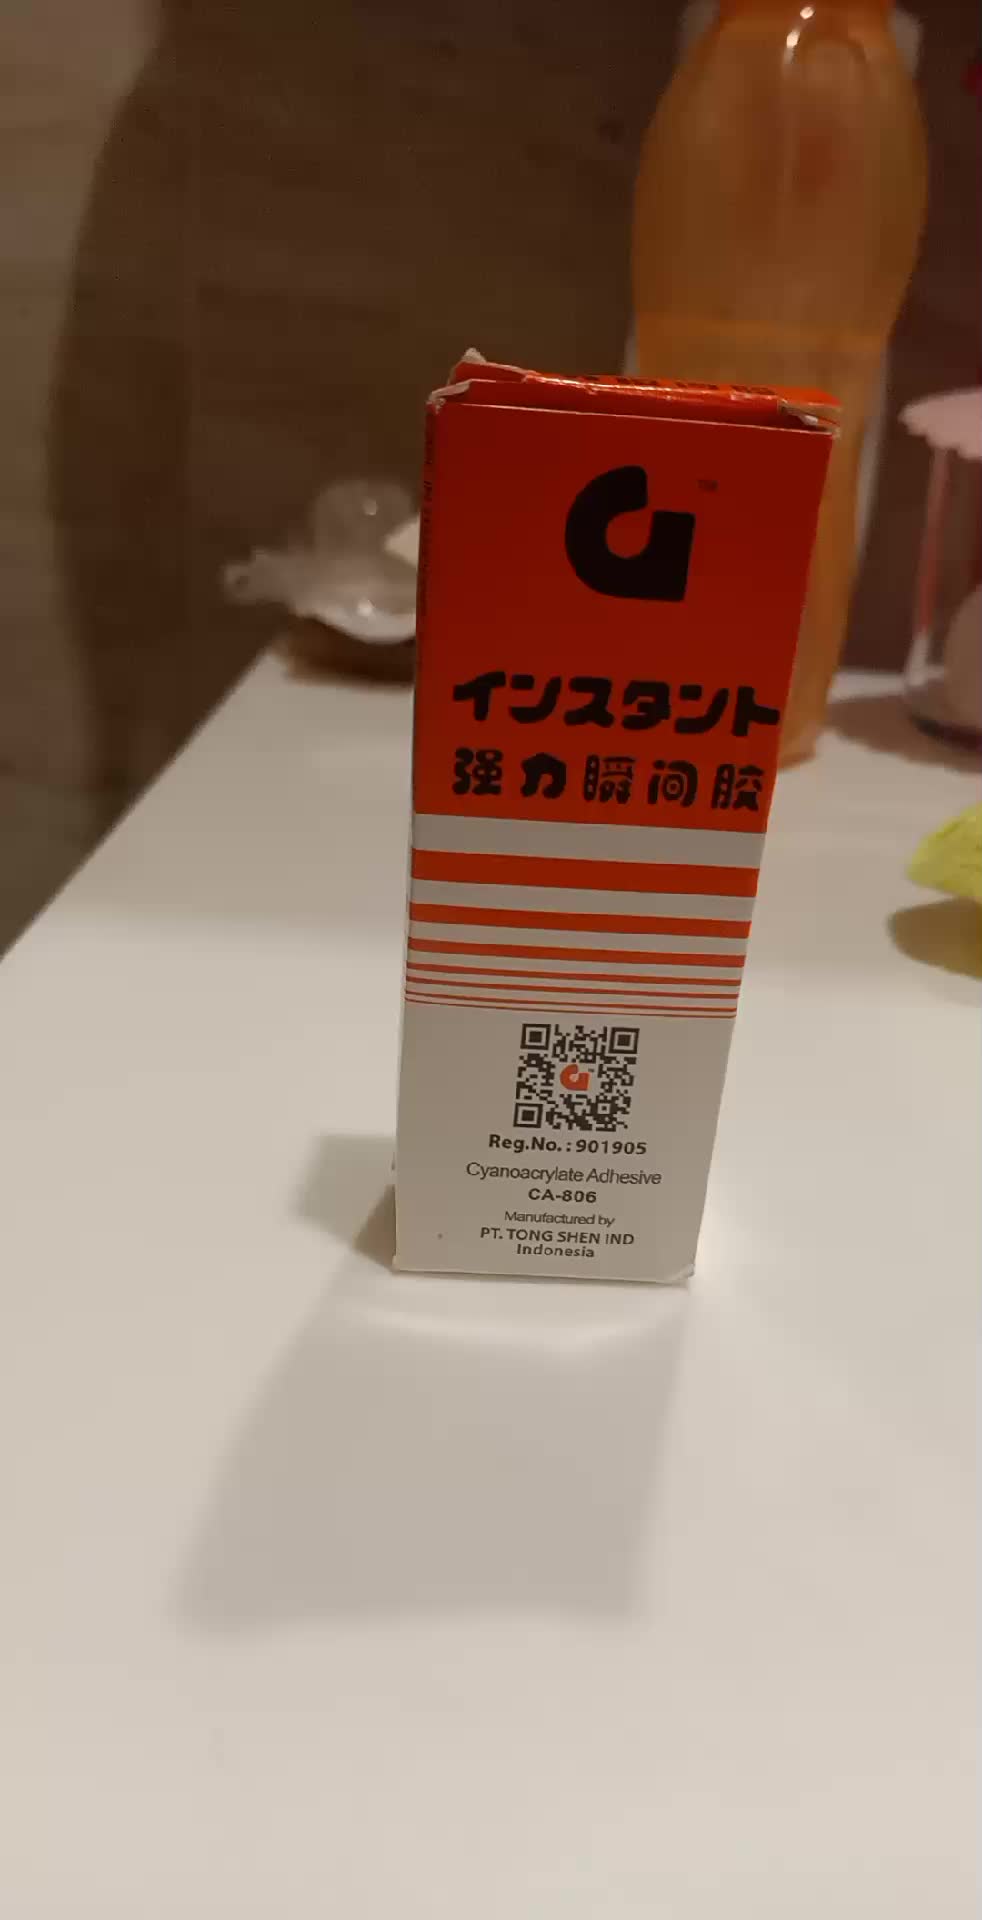 TM
インスタント
强力瞬间胶
Reg.No.:901905
Cyanoacrylate Adhesive
CA-806
Manufactured by
PT. TONG SHEN IND
Indonesia